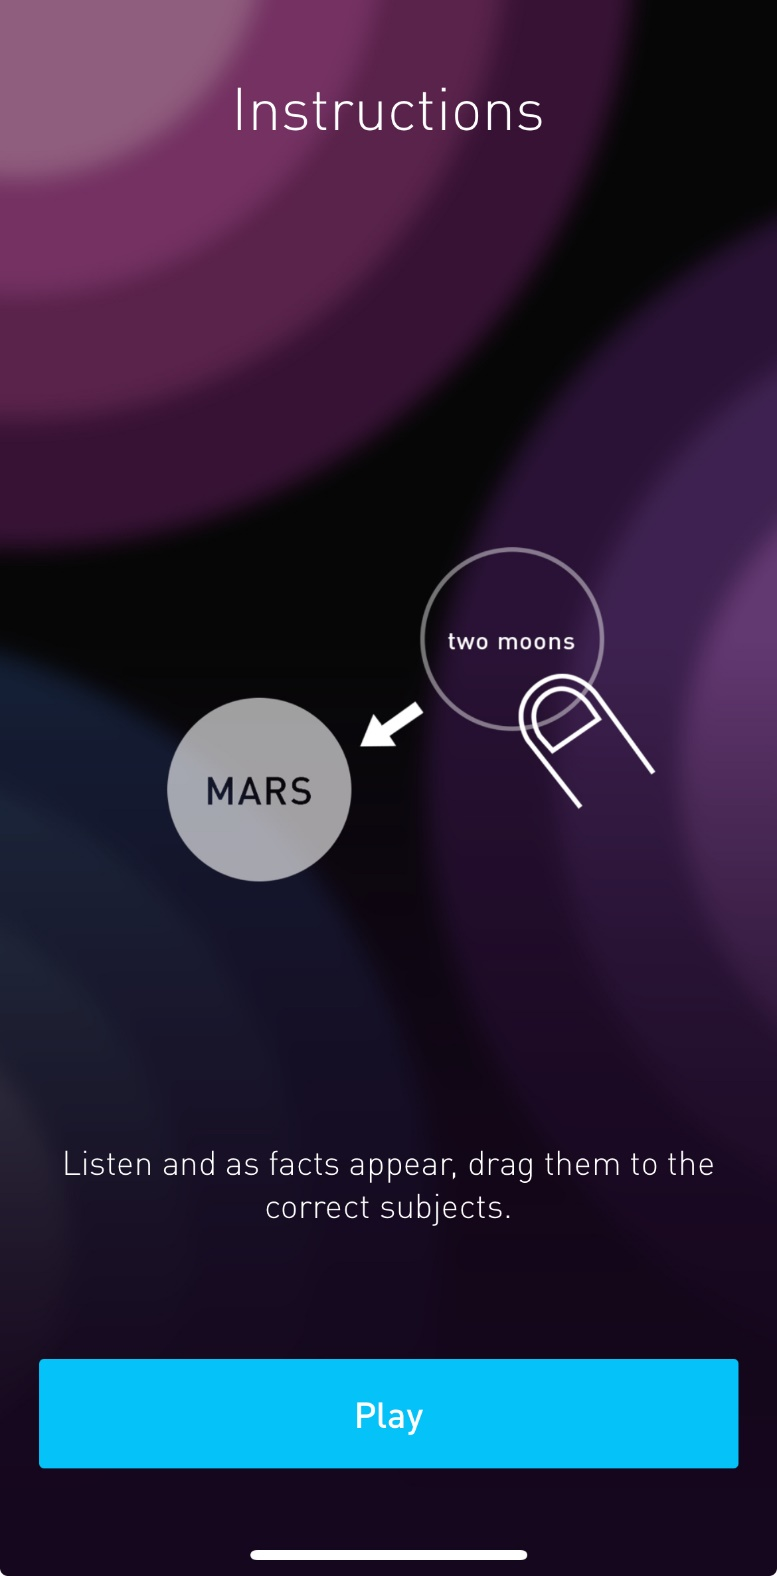 Instructions
two moons
MARS
Listen and as facts appear, drag them to the
correct subjects.
Play